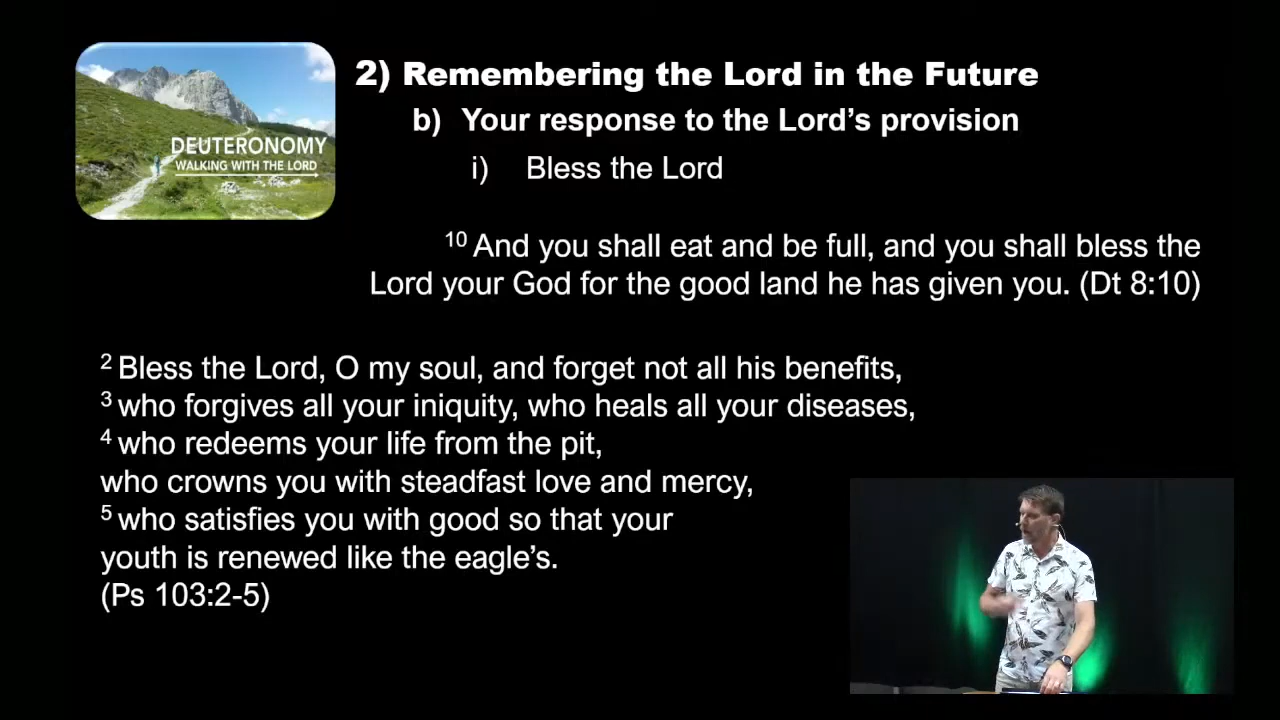 DEUTERONOMY
WALKING WITH THE LORD
2) Remembering the Lord in the Future
b) Your response to the Lord's provision
i) Bless the Lord
10 And you shall eat and be full, and you shall bless the
Lord your God for the good land he has given you. (Dt 8:10)
2 Bless the Lord, O my soul, and forget not all his benefits,
3 who forgives all your iniquity, who heals all your diseases,
4 who redeems your life from the pit,
who crowns you with steadfast love and mercy,
5 who satisfies you with good so that your
youth is renewed like the eagle's.
(Ps 103:2-5)